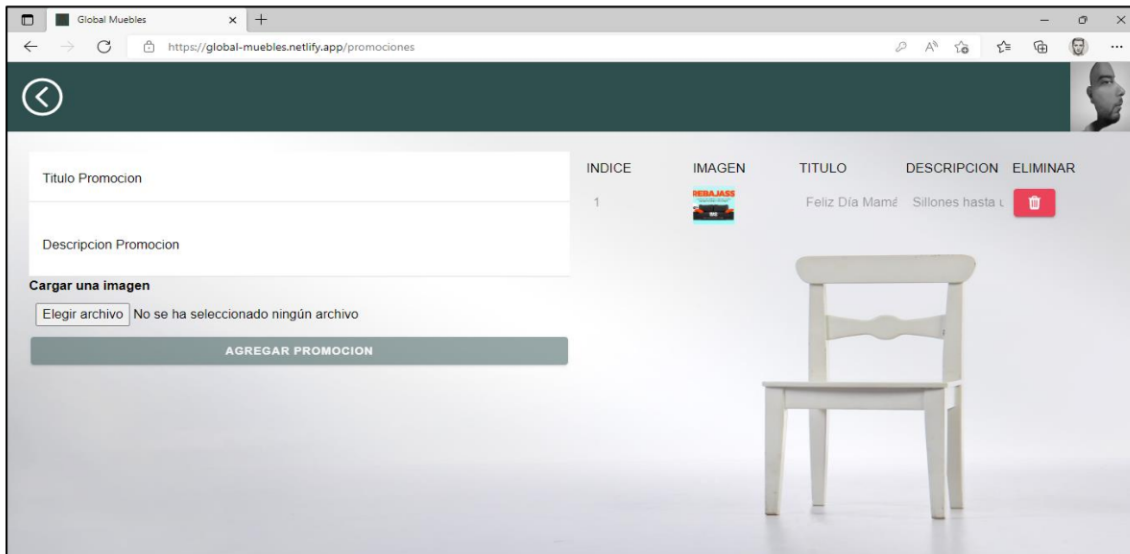 Global Muebles
https://global-muebles.netlify.app/promociones
Titulo Promocion
Descripcion Promocion
Cargar una imagen
Elegir archivo No se ha seleccionado ningún archivo
AGREGAR PROMOCION
INDICE IMAGEN TITULO DESCRIPCION ELIMINAR
1 REBAJASS Feliz Día Mamá Sillones hasta